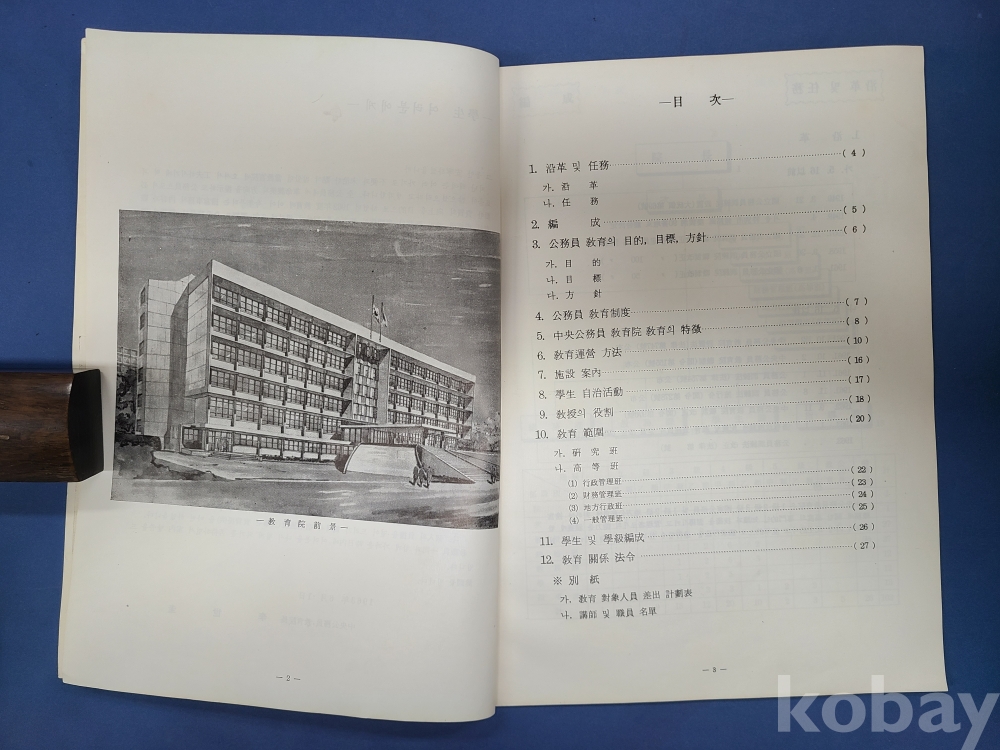 — 教 育 院 前 景 —
— 2 —
—目 次—
1. 沿革 및 任務 ( 4 )
가. 沿 革
나. 任 務
2. 編 成 ( 5 )
3. 公務員 敎育의 目的, 目標, 方針 ( 6 )
가. 目 的
나. 目 標
다. 方 針
4. 公務員 敎育制度 ( 7 )
5. 中央公務員 敎育院 敎育의 特徵 ( 8 )
6. 敎育運營 方法 (10)
7. 施設 案內 (16)
8. 學生 自治活動 (17)
9. 敎授의 役割 (18)
10. 敎育 範圍 (20)
가. 硏 究 班
나. 高 等 班
(1) 行政管理班 (22)
(2) 財務管理班 (23)
(3) 地方行政班 (24)
(4) 一般管理班 (25)
11. 學生 및 學級編成 (26)
12. 敎育 關係 法令 (27)
※ 別 紙
가. 敎育 對象人員 差出 計劃表
나. 講師 및 職員 名單
— 3 —
kobay